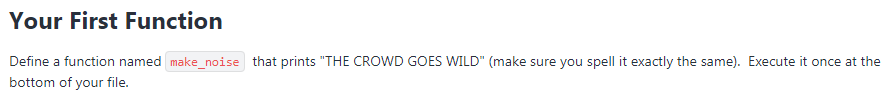 Your First Function
Define a function named make_noise that prints "THE CROWD GOES WILD" (make sure you spell it exactly the same).  Execute it once at the
bottom of your file.